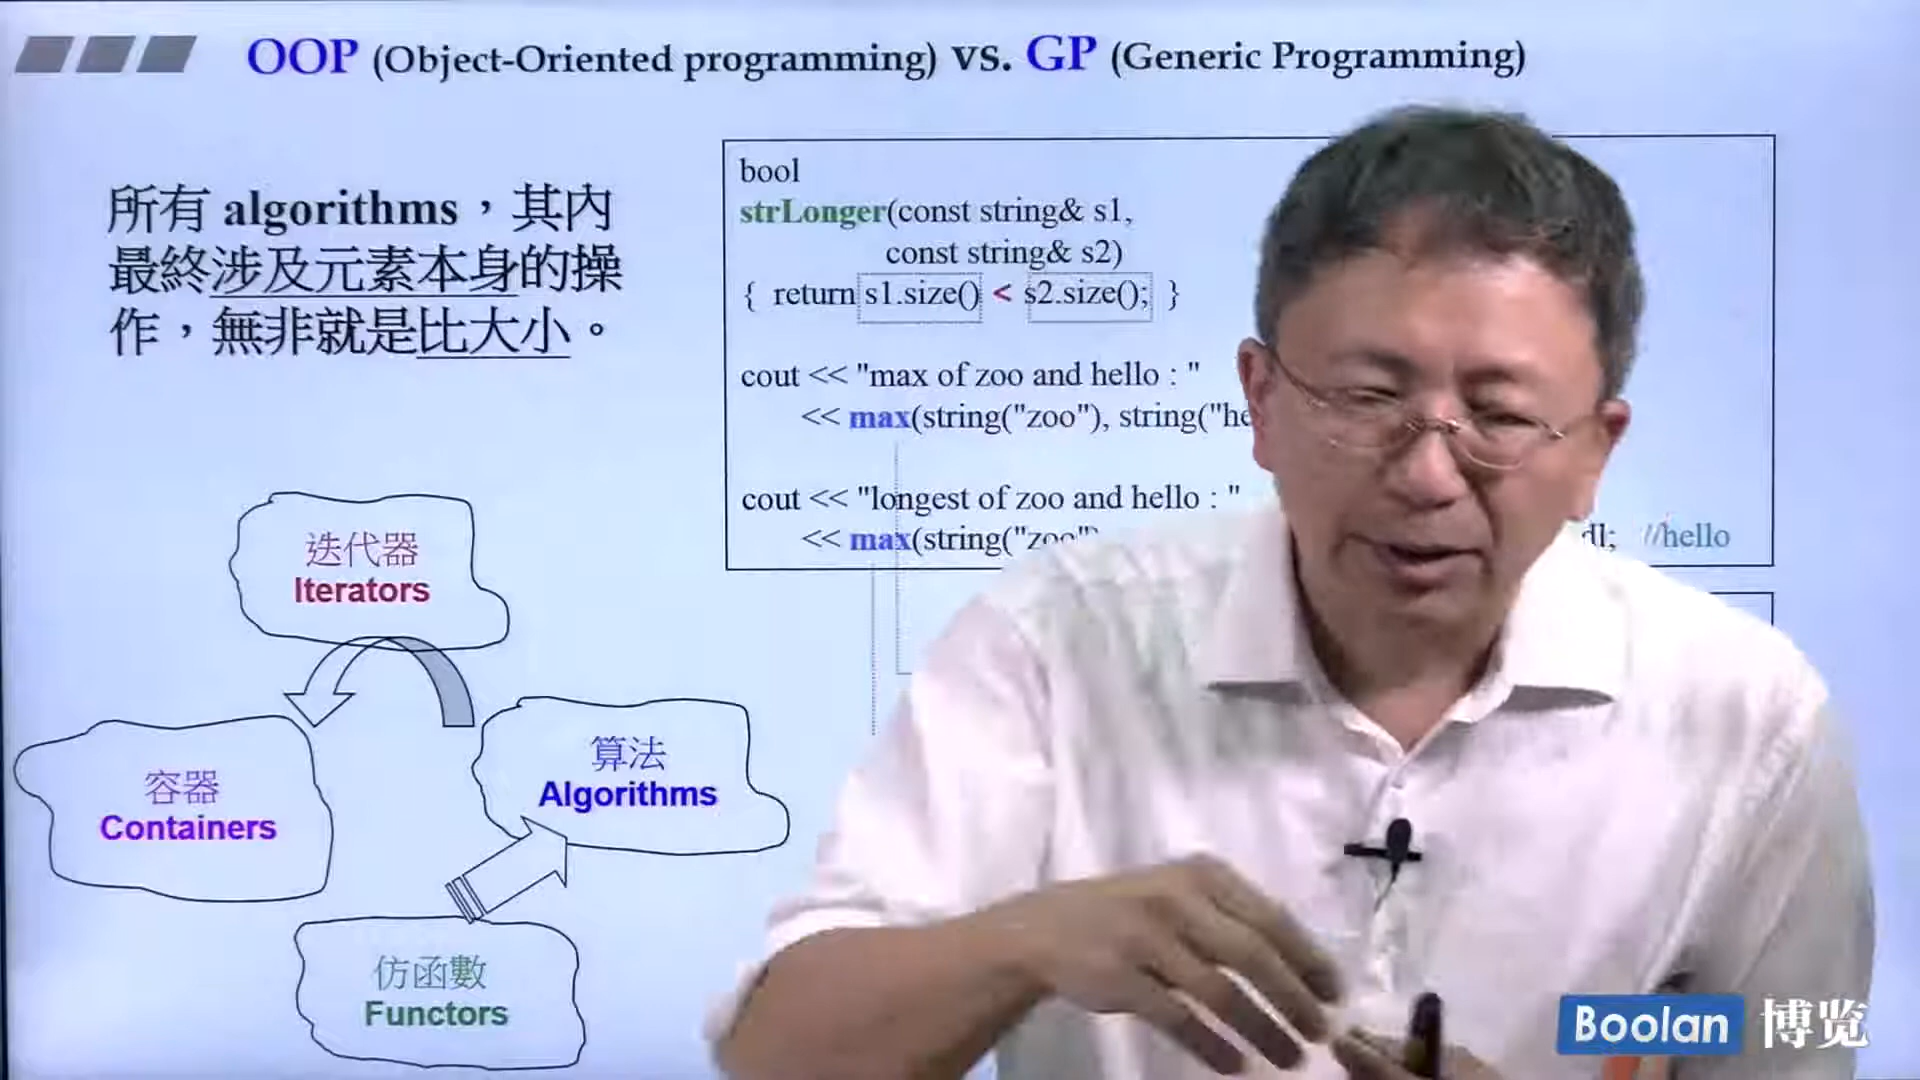 OOP (Object-Oriented programming) vs. GP (Generic Programming)
所有 algorithms，其內
最終涉及元素本身的操
作，無非就是比大小。
bool
strLonger(const string& s1,
const string& s2)
{ return s1.size() < s2.size(); }
cout << "max of zoo and hello : "
<< max(string("zoo"), string("he
cout << "longest of zoo and hello : "
<< max(string("zoo")
dl; //hello
迭代器
Iterators
容器
Containers
算法
Algorithms
仿函數
Functors
Boolan 博览